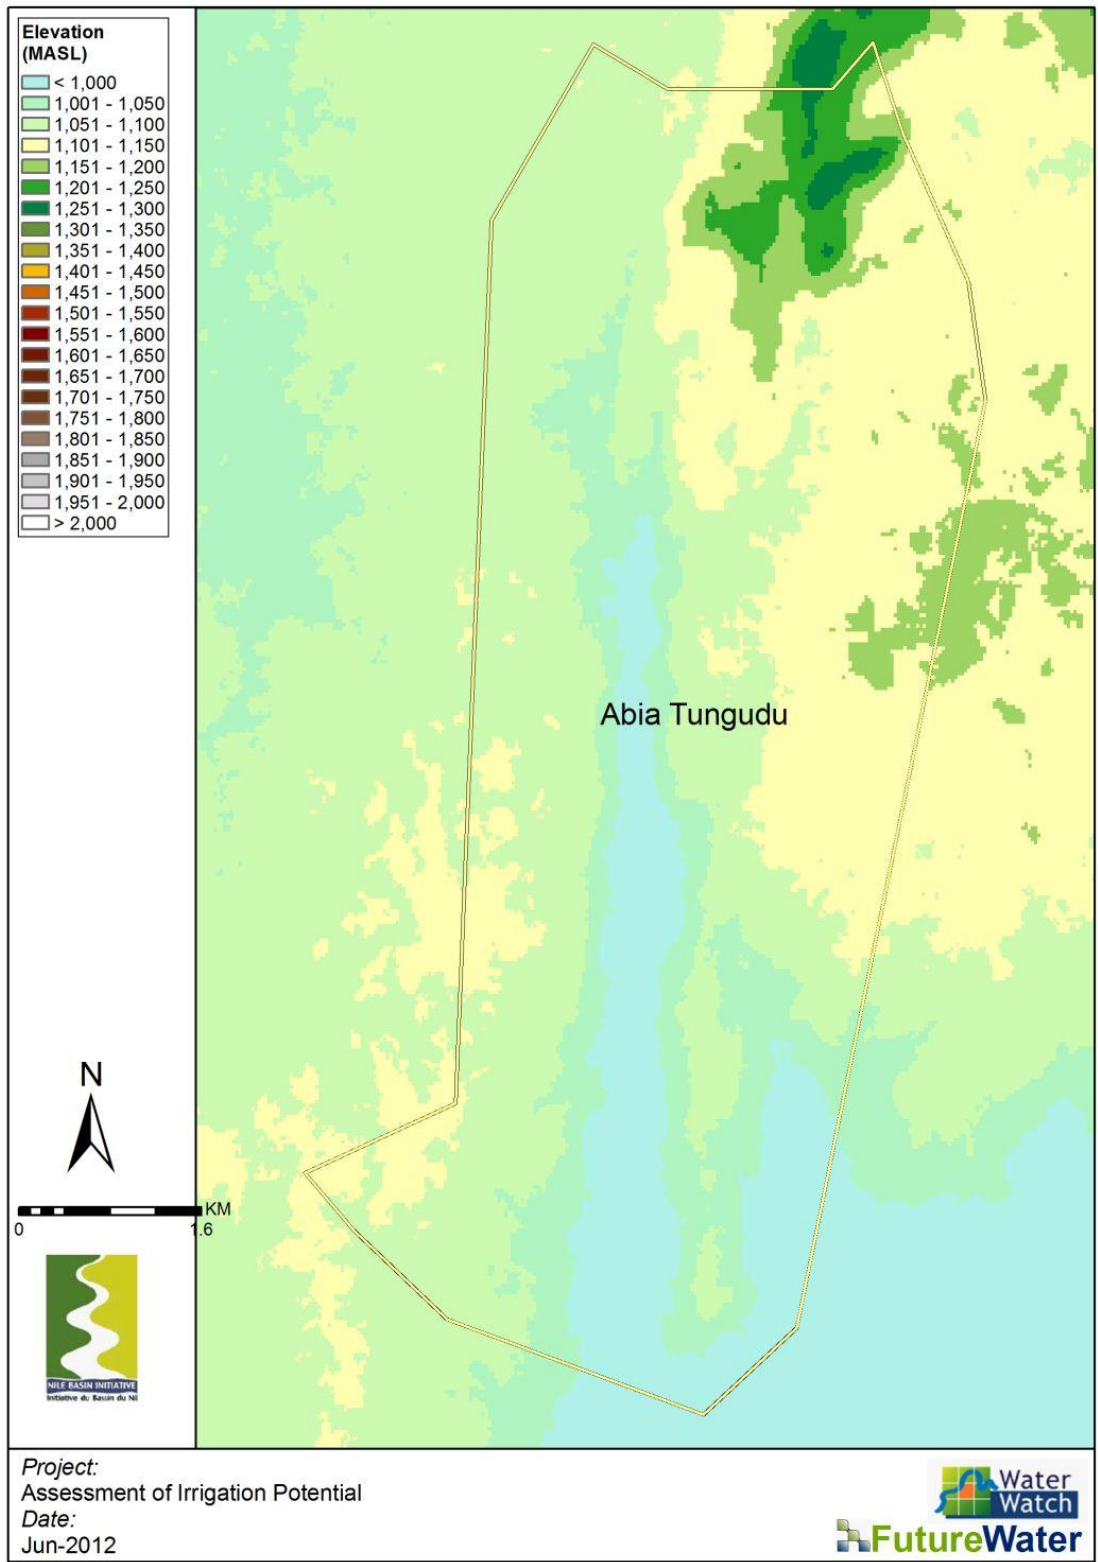 Elevation
(MASL)
< 1,000
1,001 - 1,050
1,051 - 1,100
1,101 - 1,150
1,151 - 1,200
1,201 - 1,250
1,251 - 1,300
1,301 - 1,350
1,351 - 1,400
1,401 - 1,450
1,451 - 1,500
1,501 - 1,550
1,551 - 1,600
1,601 - 1,650
1,651 - 1,700
1,701 - 1,750
1,751 - 1,800
1,801 - 1,850
1,851 - 1,900
1,901 - 1,950
1,951 - 2,000
> 2,000
Abia Tungudu
N
KM
0 1.6
NILE BASIN INITIATIVE
Initiative du Bassin du Nil
Project:
Assessment of Irrigation Potential
Date:
Jun-2012
Water
Watch
FutureWater